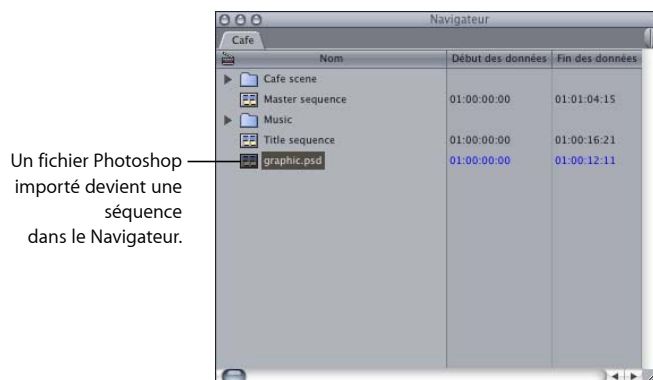 Navigateur
Cafe
Nom Début des données Fin des données
Cafe scene
Master sequence 01:00:00:00 01:01:04:15
Music
Title sequence 01:00:00:00 01:00:16:21
graphic.psd 01:00:00:00 01:00:12:11
Un fichier Photoshop
importé devient une
séquence
dans le Navigateur.